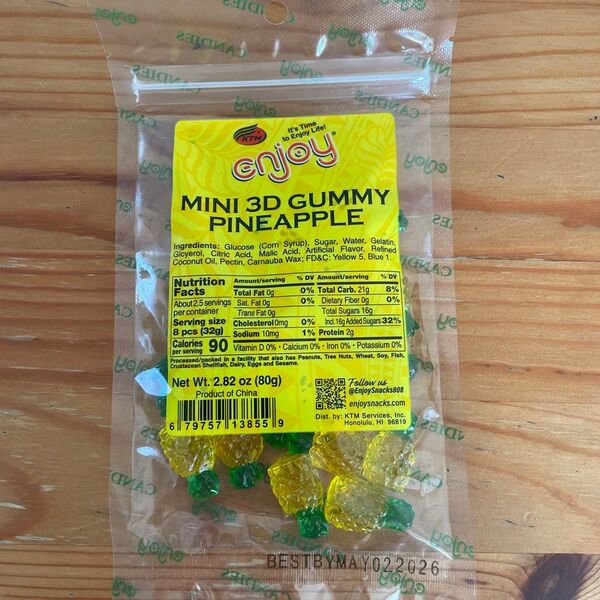 KTM
It's Time
to Enjoy Life!
enjoy
MINI 3D GUMMY
PINEAPPLE
Ingredients: Glucose (Corn Syrup), Sugar, Water, Gelatin,
Glycerol, Citric Acid, Malic Acid, Artificial Flavor, Refined
Coconut Oil, Pectin, Carnauba Wax; FD&C: Yellow 5, Blue 1.
Nutrition
Facts
About 2.5 servings
per container
Serving size
8 pcs (32g)
Calories
per serving 90
Amount/serving % DV
Total Fat 0g 0%
Sat. Fat 0g 0%
Trans Fat 0g
Cholesterol 0mg 0%
Sodium 10mg 1%
Amount/serving % DV
Total Carb. 21g 8%
Dietary Fiber 0g 0%
Total Sugars 16g
Incl. 16g Added Sugars 32%
Protein 2g
Vitamin D 0% • Calcium 0% • Iron 0% • Potassium 0%
Processed/packed in a facility that also has Peanuts, Tree Nuts, Wheat, Soy, Fish,
Crustacean Shellfish, Dairy, Eggs and Sesame.
Net Wt. 2.82 oz (80g)
Product of China
6 79757 13855 9
Follow us
@EnjoySnacks808
enjoysnacks.com
Dist. by: KTM Services, Inc.
Honolulu, HI 96819
BEST BY MAY 02 2026